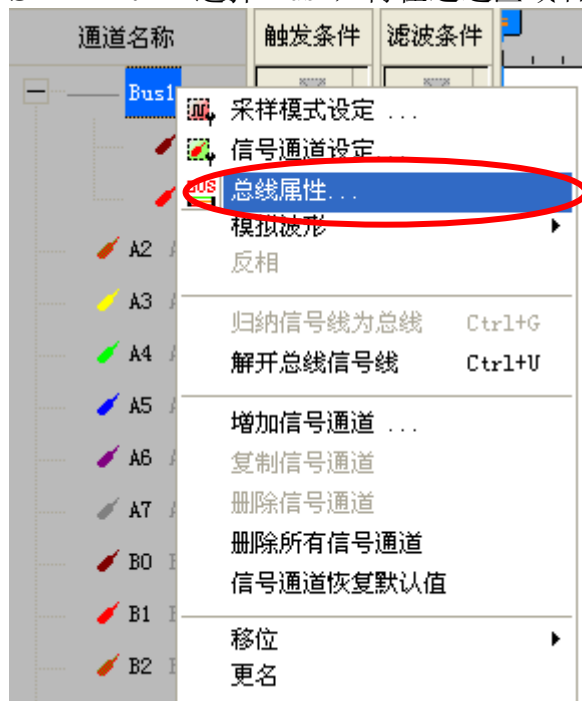 通道名称
触发条件
滤波条件
Bus1
采样模式设定 ...
信号通道设定...
BUS 总线属性...
模拟波形
反相
A2
A3
归纳信号线为总线 Ctrl+G
A4
解开总线信号线 Ctrl+U
A5
增加信号通道 ...
A6
复制信号通道
A7
删除信号通道
B0
删除所有信号通道
信号通道恢复默认值
B1
移位
B2
更名